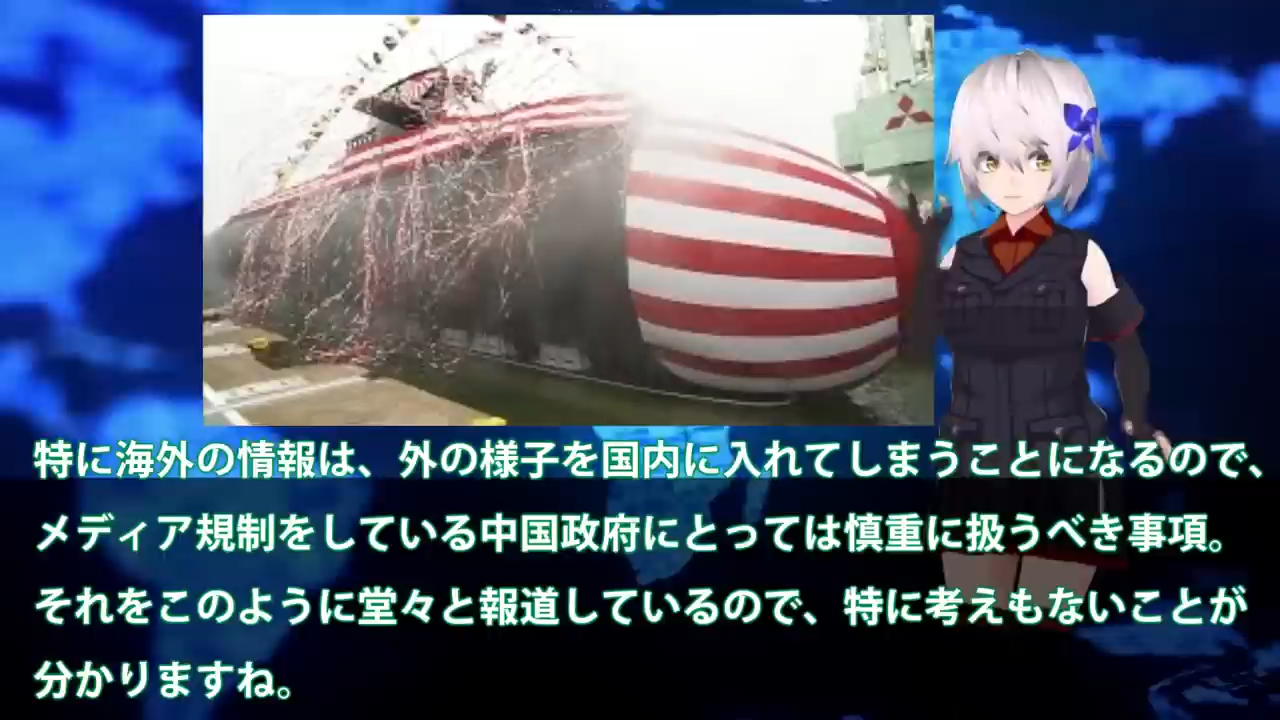 特に海外の情報は、外の様子を国内に入れてしまうことになるので、
メディア規制をしている中国政府にとっては慎重に扱うべき事項。
それをこのように堂々と報道しているので、特に考えもないことが
分かりますね。